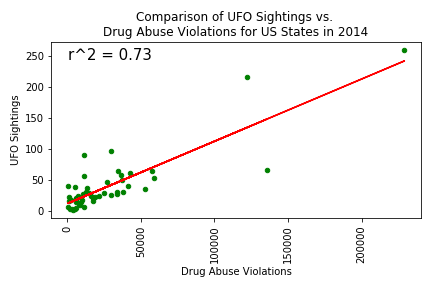 Comparison of UFO Sightings vs.
Drug Abuse Violations for US States in 2014
r^2 = 0.73
250
200
150
100
50
0
UFO Sightings
0
50000
100000
150000
200000
Drug Abuse Violations